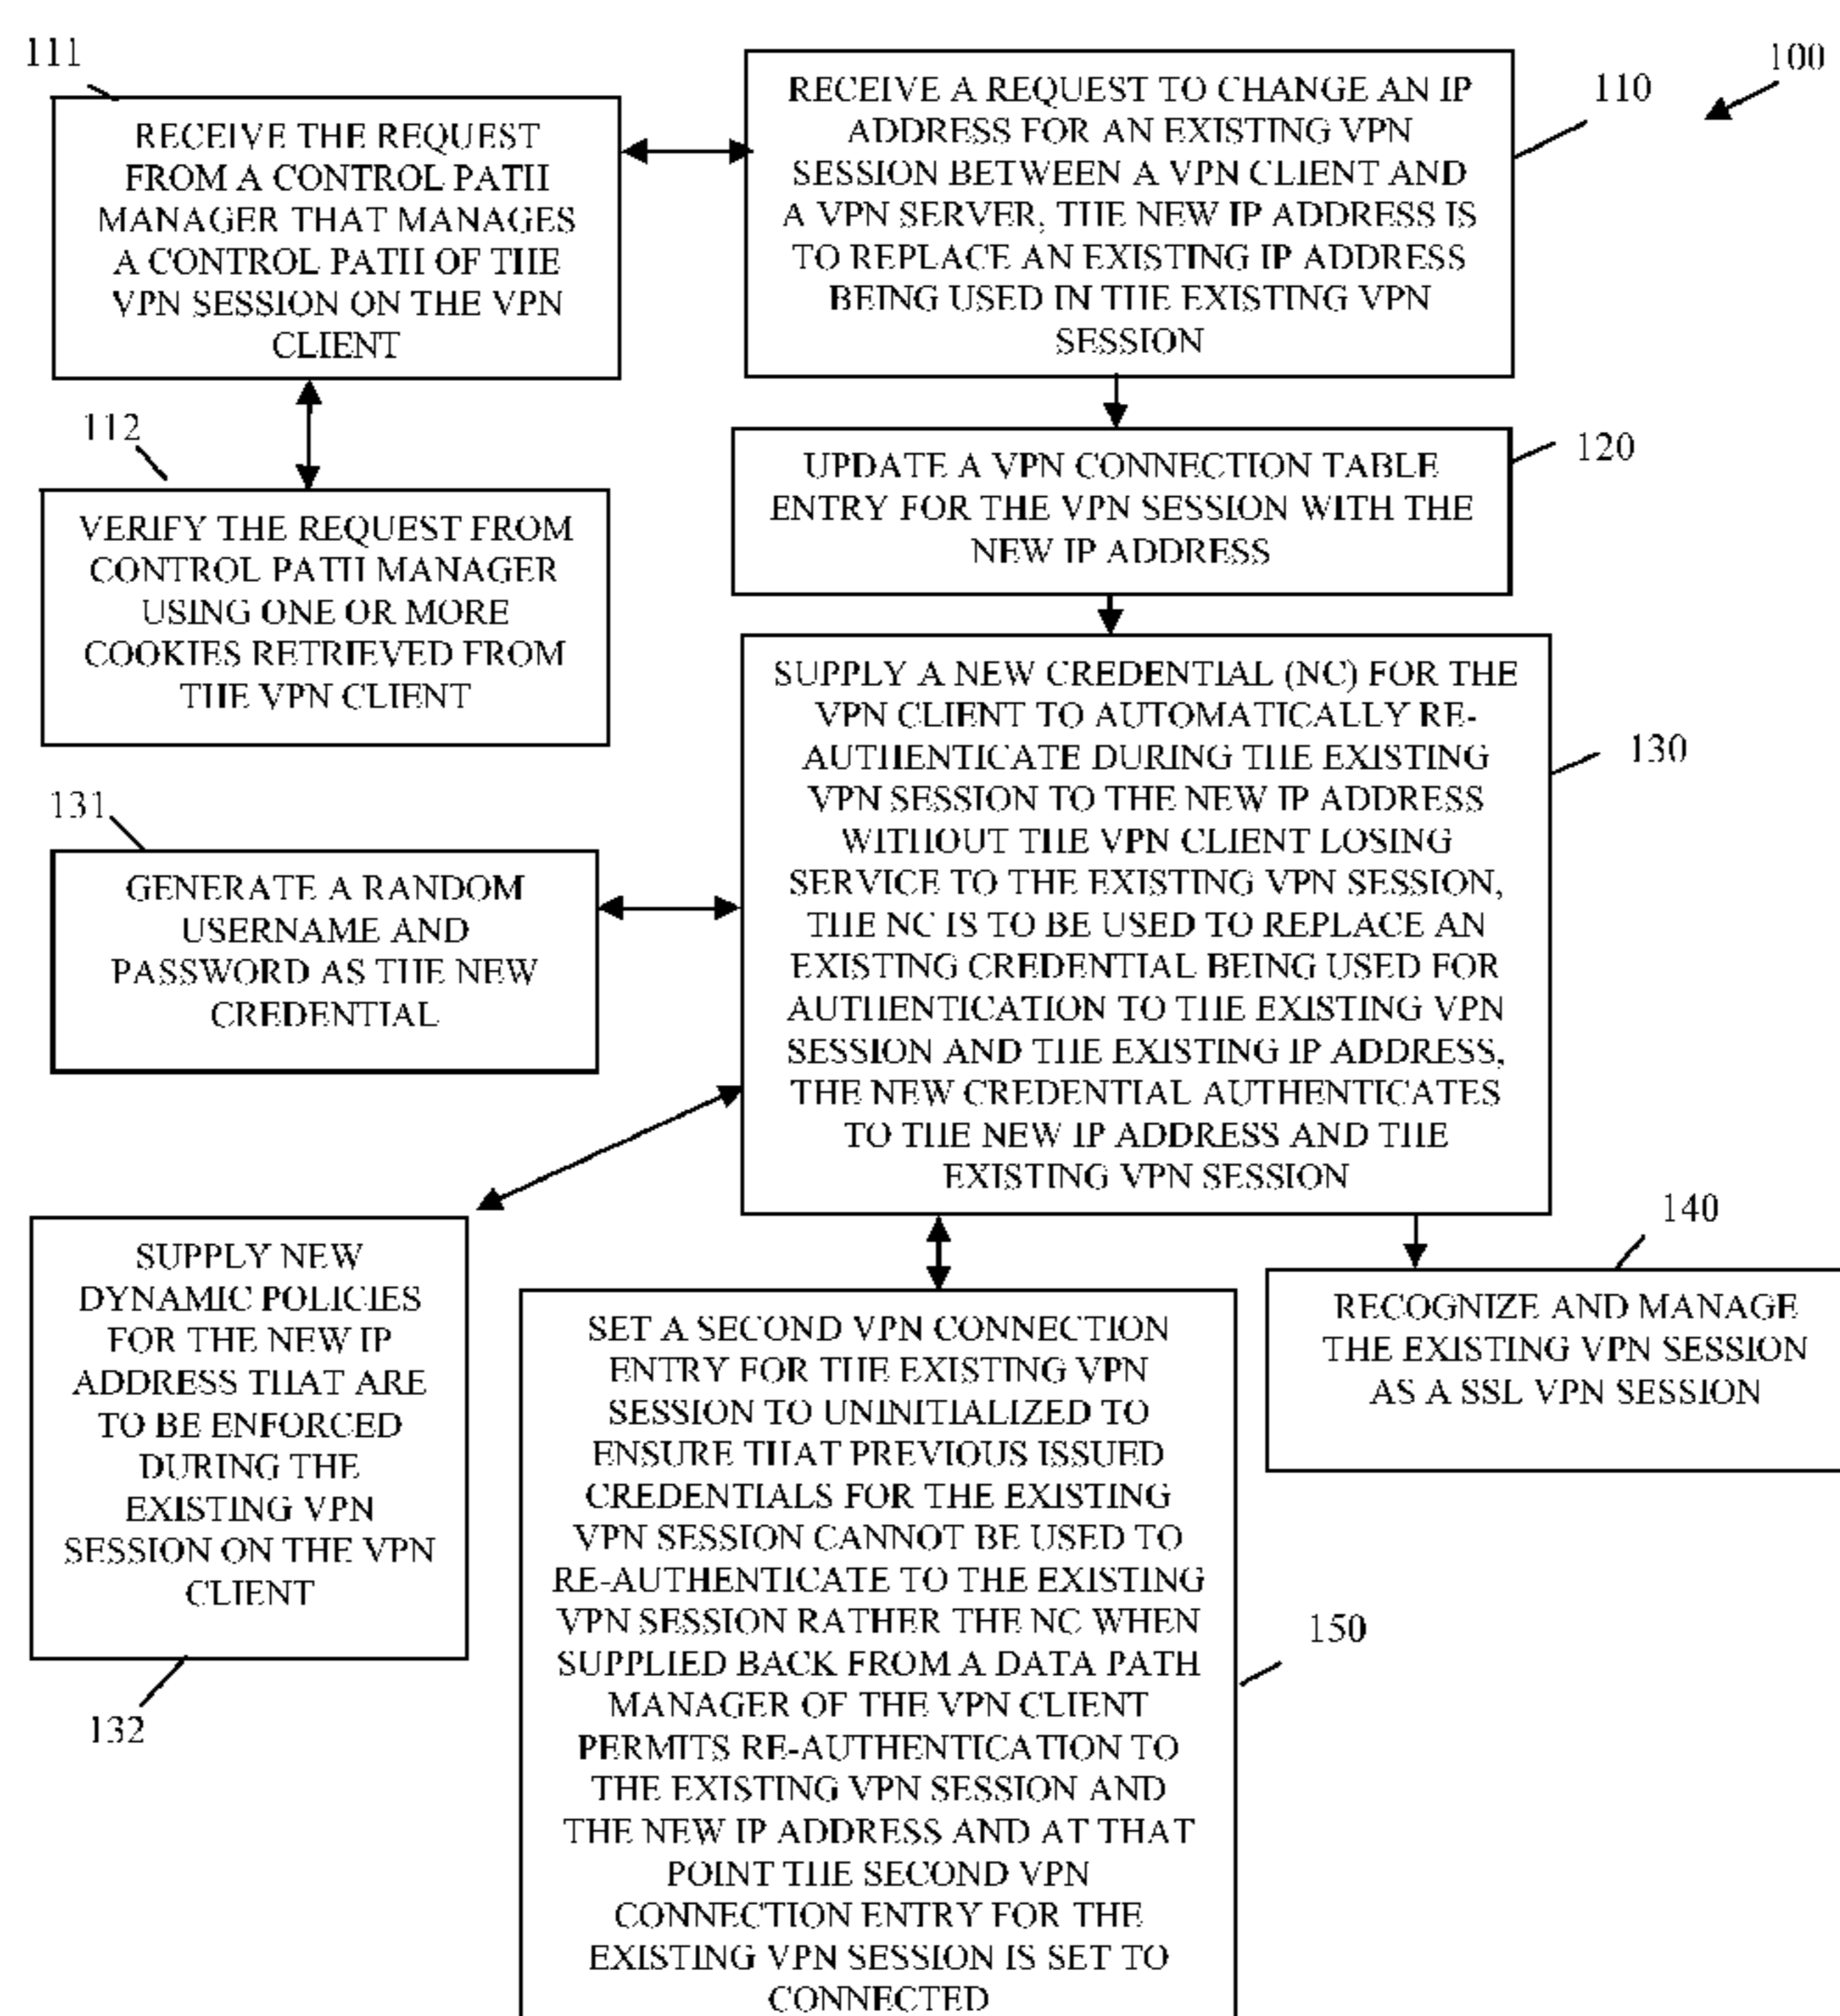 111
RECEIVE THE REQUEST
FROM A CONTROL PATH
MANAGER THAT MANAGES
A CONTROL PATH OF THE
VPN SESSION ON THE VPN
CLIENT
RECEIVE A REQUEST TO CHANGE AN IP
ADDRESS FOR AN EXISTING VPN
SESSION BETWEEN A VPN CLIENT AND
A VPN SERVER, THE NEW IP ADDRESS IS
TO REPLACE AN EXISTING IP ADDRESS
BEING USED IN THE EXISTING VPN
SESSION
110
100
112
VERIFY THE REQUEST FROM
CONTROL PATH MANAGER
USING ONE OR MORE
COOKIES RETRIEVED FROM
THE VPN CLIENT
UPDATE A VPN CONNECTION TABLE
ENTRY FOR THE VPN SESSION WITH THE
NEW IP ADDRESS
120
SUPPLY A NEW CREDENTIAL (NC) FOR THE
VPN CLIENT TO AUTOMATICALLY RE-
AUTHENTICATE DURING THE EXISTING
VPN SESSION TO THE NEW IP ADDRESS
WITHOUT THE VPN CLIENT LOSING
SERVICE TO THE EXISTING VPN SESSION,
THE NC IS TO BE USED TO REPLACE AN
EXISTING CREDENTIAL BEING USED FOR
AUTHENTICATION TO THE EXISTING VPN
SESSION AND THE EXISTING IP ADDRESS,
THE NEW CREDENTIAL AUTHENTICATES
TO THE NEW IP ADDRESS AND THE
EXISTING VPN SESSION
130
131
GENERATE A RANDOM
USERNAME AND
PASSWORD AS THE NEW
CREDENTIAL
SUPPLY NEW
DYNAMIC POLICIES
FOR THE NEW IP
ADDRESS THAT ARE
TO BE ENFORCED
DURING THE
EXISTING VPN
SESSION ON THE VPN
CLIENT
132
SET A SECOND VPN CONNECTION
ENTRY FOR THE EXISTING VPN
SESSION TO UNINITIALIZED TO
ENSURE THAT PREVIOUS ISSUED
CREDENTIALS FOR THE EXISTING
VPN SESSION CANNOT BE USED TO
RE-AUTHENTICATE TO THE EXISTING
VPN SESSION RATHER THE NC WHEN
SUPPLIED BACK FROM A DATA PATH
MANAGER OF THE VPN CLIENT
PERMITS RE-AUTHENTICATION TO
THE EXISTING VPN SESSION AND
THE NEW IP ADDRESS AND AT THAT
POINT THE SECOND VPN
CONNECTION ENTRY FOR THE
EXISTING VPN SESSION IS SET TO
CONNECTED
150
140
RECOGNIZE AND MANAGE
THE EXISTING VPN SESSION
AS A SSL VPN SESSION